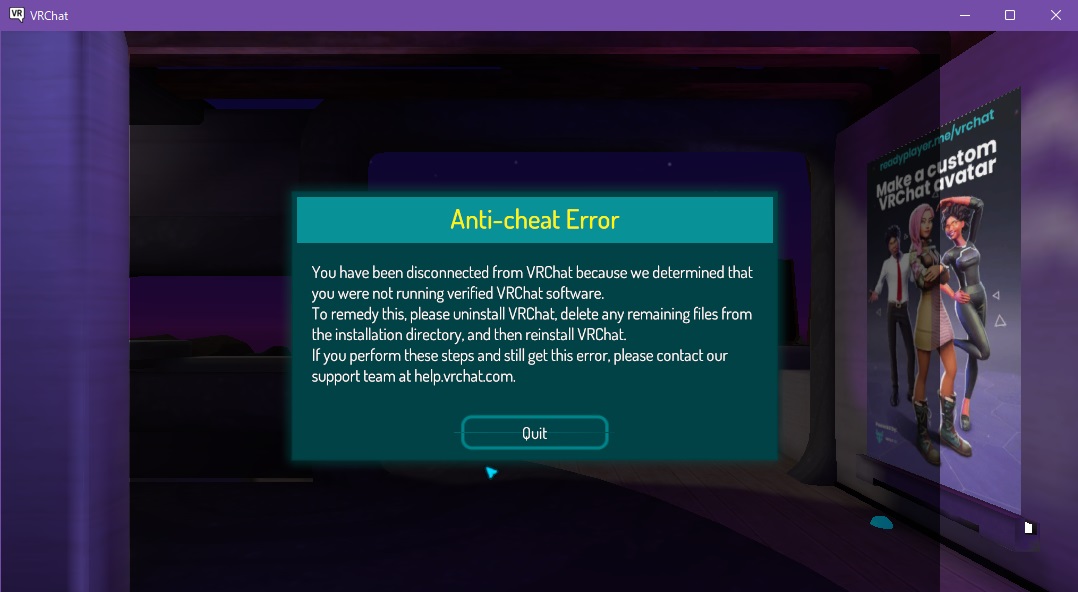 VRChat
readyplayer.me/vrchat
Make a custom
VRChat avatar
Anti-cheat Error
You have been disconnected from VRChat because we determined that
you were not running verified VRChat software.
To remedy this, please uninstall VRChat, delete any remaining files from
the installation directory, and then reinstall VRChat.
If you perform these steps and still get this error, please contact our
support team at help.vrchat.com.
Quit